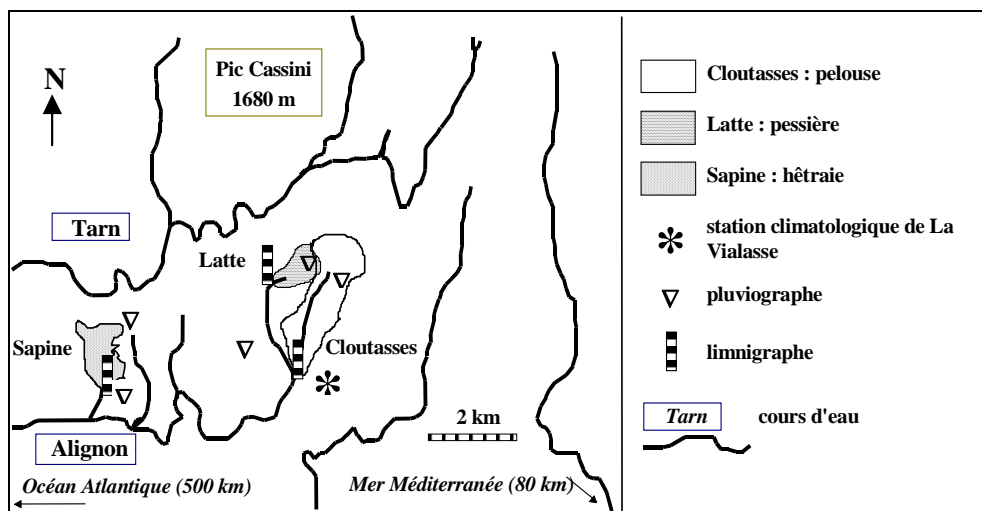 Pic Cassini
1680 m
N
Tarn
Latte
Sapine
Cloutasses
2 km
Alignon
Océan Atlantique (500 km)
Mer Méditerranée (80 km)
Cloutasses : pelouse
Latte : pessière
Sapine : hêtraie
station climatologique de La
Vialasse
pluviographe
limnigraphe
Tarn cours d'eau